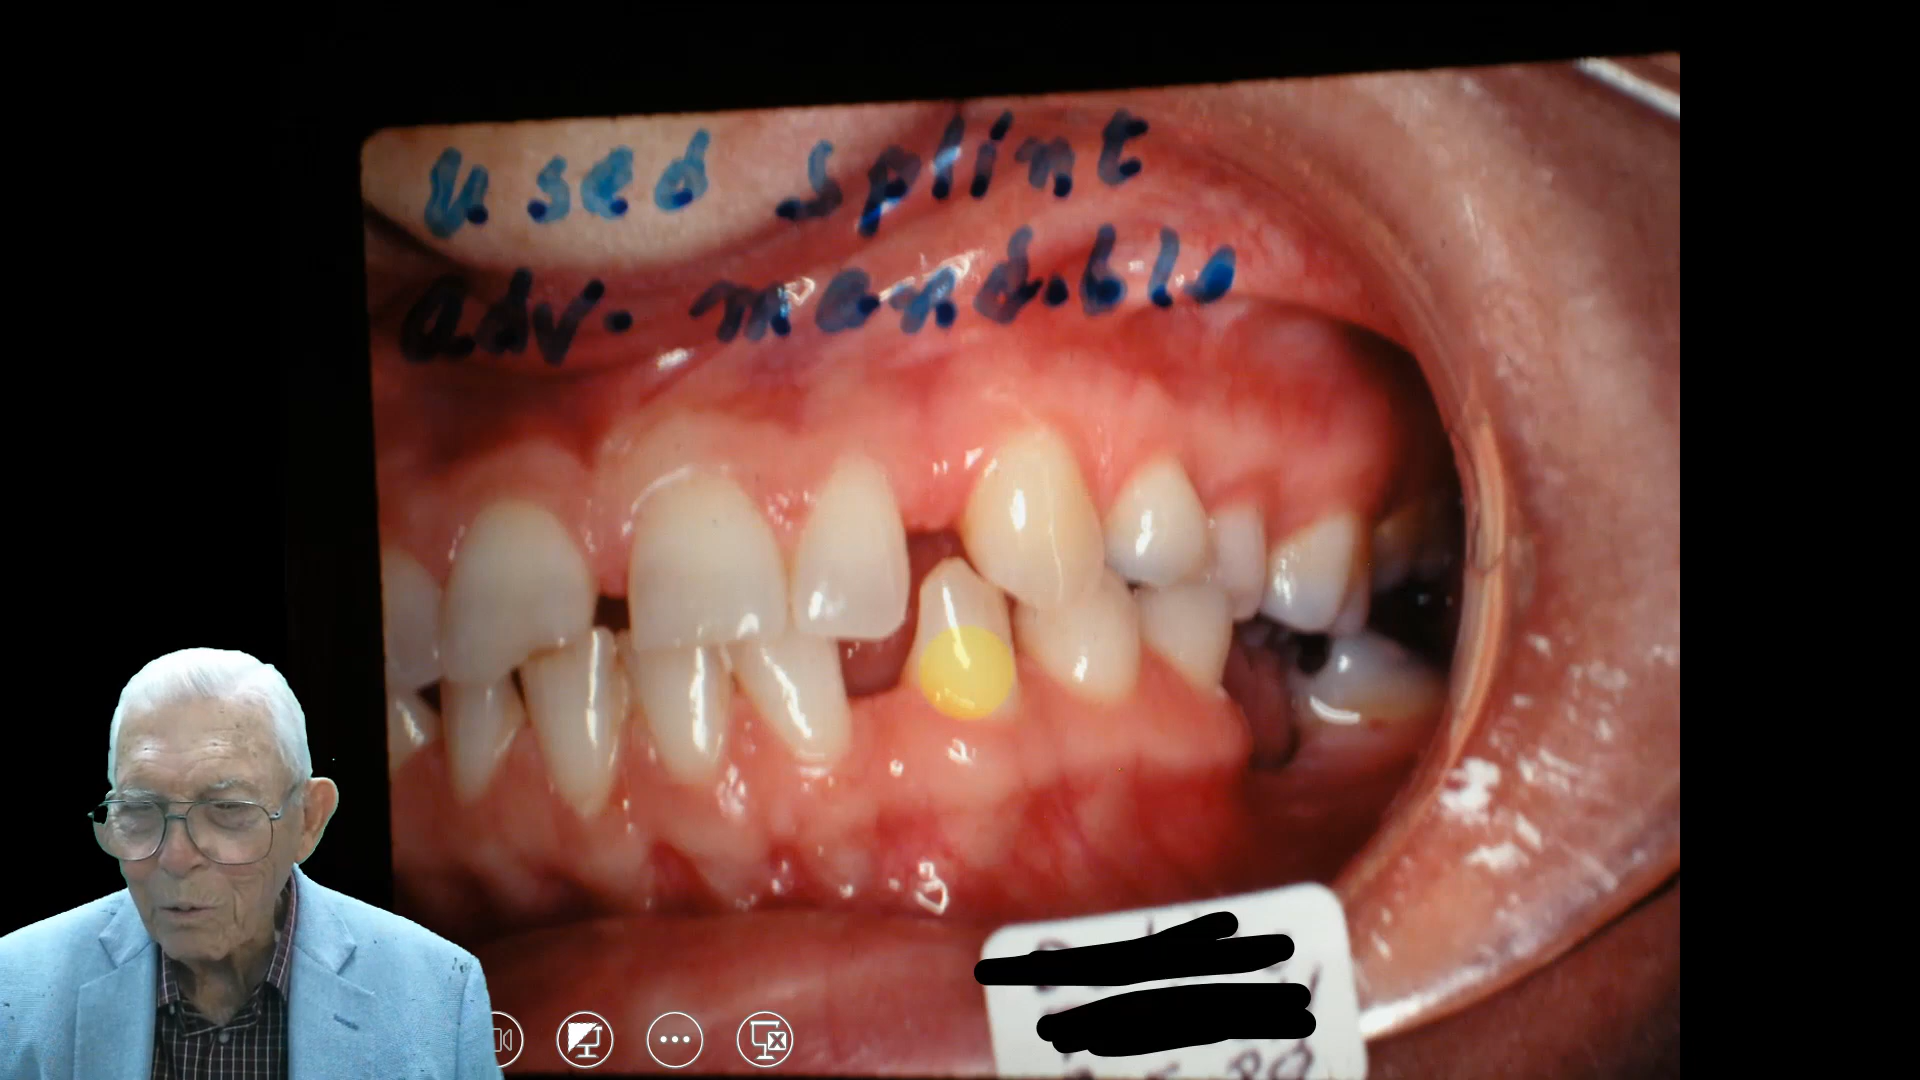 used splint
adv. mandible